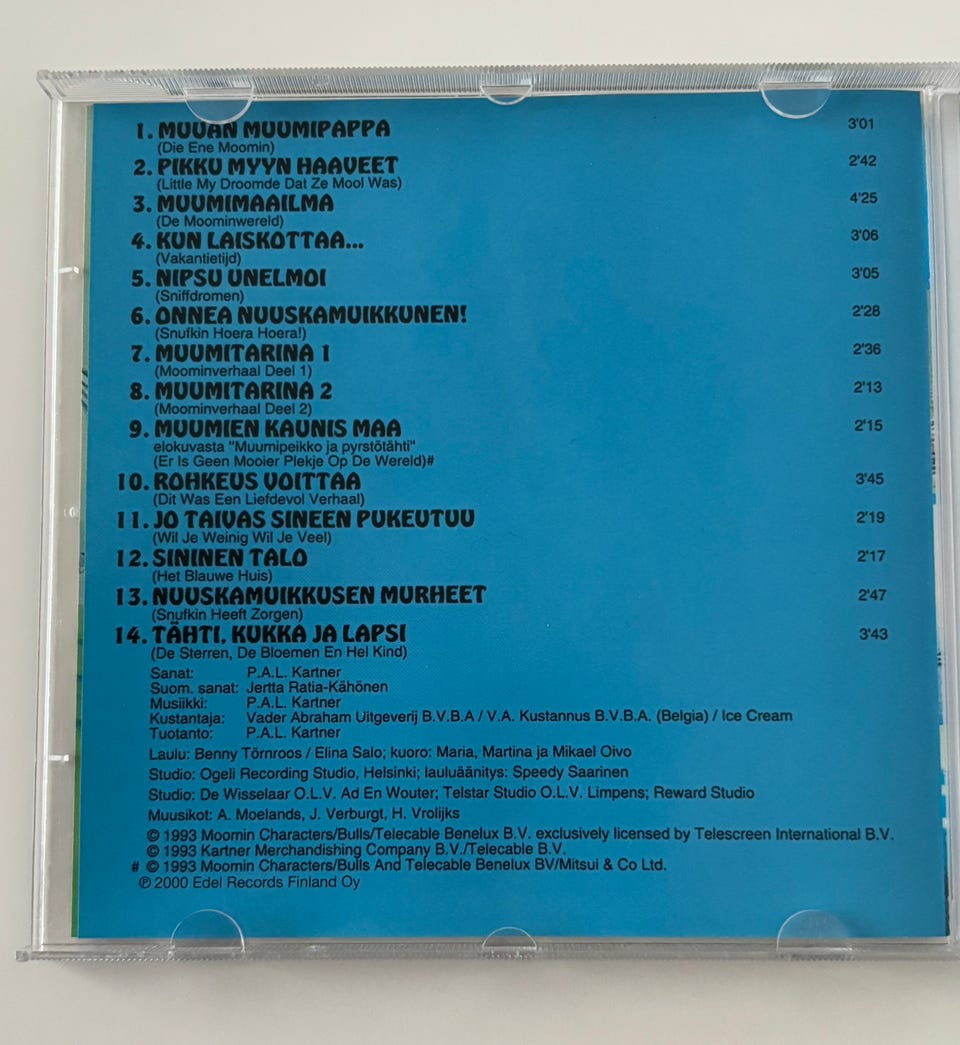 1. MUUAN MUUMIPAPPA 3'01
(Die Ene Moomin)
2. PIKKU MYYN HAAVEET 2'42
(Little My Droomde Dat Ze Mool Was)
3. MUUMIMAAILMA 4'25
(De Moominwereld)
4. KUN LAISKOTTAA... 3'06
(Vakantietijd)
5. NIPSU UNELMOI 3'05
(Sniffdromen)
6. ONNEA NUUSKAMUIKKUNEN! 2'28
(Snufkin Hoera Hoera!)
7. MUUMITARINA 1 2'36
(Moominverhaal Deel 1)
8. MUUMITARINA 2 2'13
(Moominverhaal Deel 2)
9. MUUMIEN KAUNIS MAA 2'15
elokuvasta "Muumipeikko ja pyrstötähti"
(Er Is Geen Mooier Plekje Op De Wereld)#
10. ROHKEUS VOITTAA 3'45
(Dit Was Een Liefdevol Verhaal)
11. JO TAIVAS SINEEN PUKEUTUU 2'19
(Wil Je Weinig Wil Je Veel)
12. SININEN TALO 2'17
(Het Blauwe Huis)
13. NUUSKAMUIKKUSEN MURHEET 2'47
(Snufkin Heeft Zorgen)
14. TÄHTI, KUKKA JA LAPSI 3'43
(De Sterren, De Bloemen En Hel Kind)
Sanat: P.A.L. Kartner
Suom. sanat: Jertta Ratia-Kähönen
Musiikki: P.A.L. Kartner
Kustantaja: Vader Abraham Uitgeverij B.V.B.A / V.A. Kustannus B.V.B.A. (Belgia) / Ice Cream
Tuotanto: P.A.L. Kartner
Laulu: Benny Törnroos / Elina Salo; kuoro: Maria, Martina ja Mikael Oivo
Studio: Ogeli Recording Studio, Helsinki; lauluäänitys: Speedy Saarinen
Studio: De Wisselaar O.L.V. Ad En Wouter; Telstar Studio O.L.V. Limpens; Reward Studio
Muusikot: A. Moelands, J. Verburgt, H. Vrolijks
© 1993 Moomin Characters/Bulls/Telecable Benelux B.V. exclusively licensed by Telescreen International B.V.
© 1993 Kartner Merchandising Company B.V./Telecable B.V.
# © 1993 Moomin Characters/Bulls And Telecable Benelux BV/Mitsui & Co Ltd.
℗ 2000 Edel Records Finland Oy